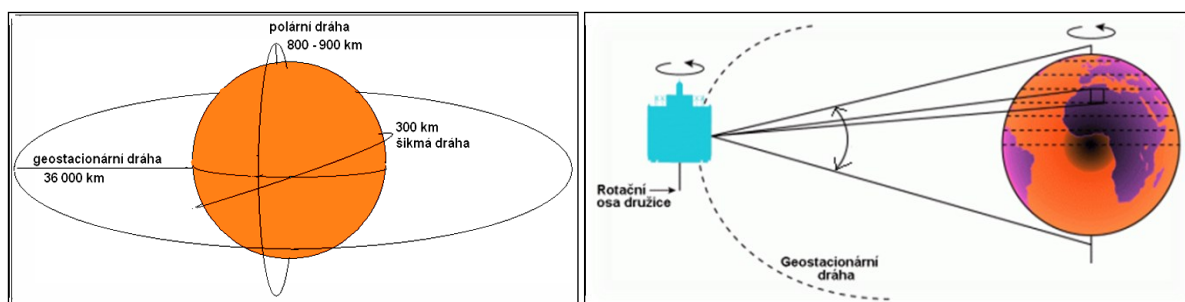 polární dráha
800 - 900 km
300 km
šikmá dráha
geostacionární dráha
36 000 km
Rotační
osa družice
Geostacionární
dráha